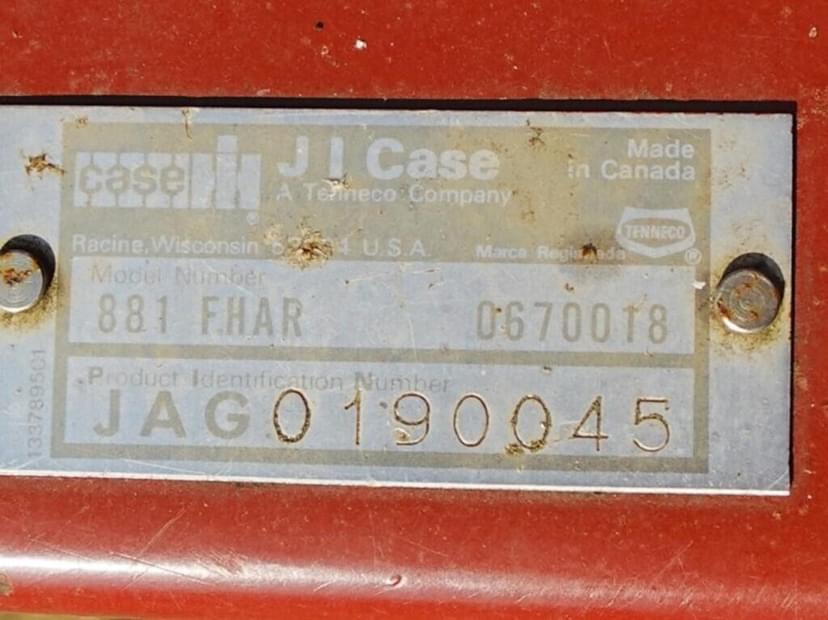 case IH ® J I Case Made
A Tenneco Company in Canada
Racine, Wisconsin U.S.A. Marca Registrada TENNECO ®
Model Number
881 FHAR 0670018
Product Identification Number
JAG0190045
133789501